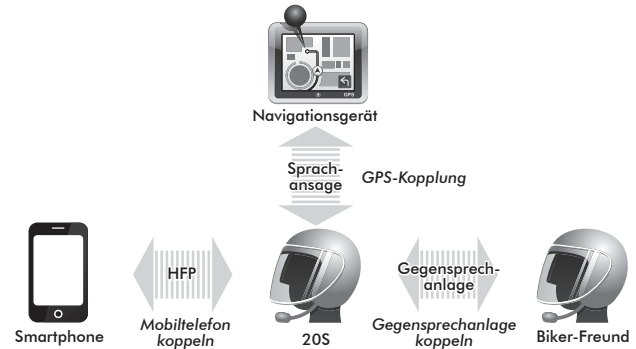 GPS
Navigationsgerät
Sprach-
ansage
GPS-Kopplung
HFP
Gegensprech-
anlage
Smartphone
Mobiltelefon
koppeln
20S
Gegensprechanlage
koppeln
Biker-Freund